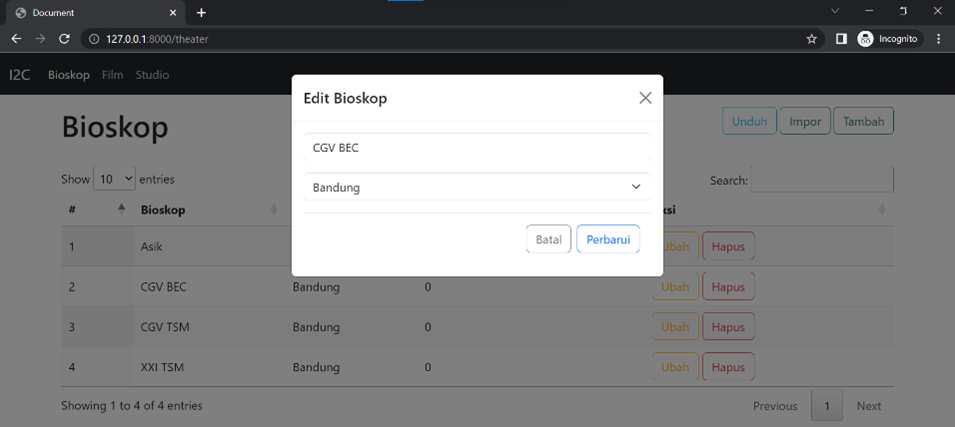 Document
127.0.0.1:8000/theater
Incognito
I2C Bioskop Film Studio
Edit Bioskop
CGV BEC
Bandung
Batal Perbarui
Bioskop
Unduh Impor Tambah
Show 10 entries
Search:
# Bioskop ksi
1 Asik Ubah Hapus
2 CGV BEC Bandung 0 Ubah Hapus
3 CGV TSM Bandung 0 Ubah Hapus
4 XXI TSM Bandung 0 Ubah Hapus
Showing 1 to 4 of 4 entries
Previous 1 Next